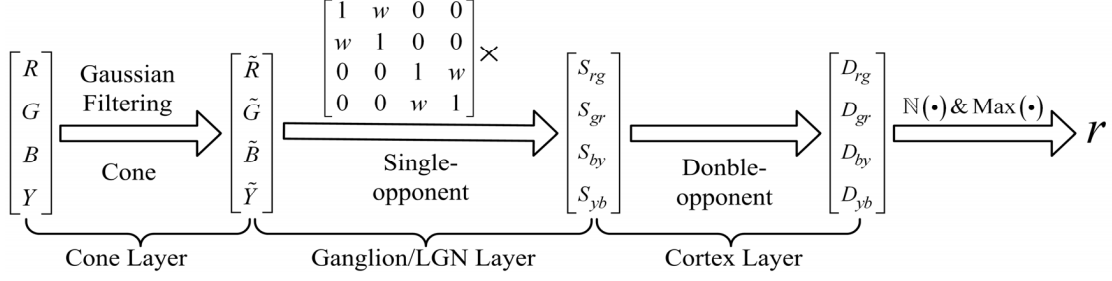 1 w 0 0
w 1 0 0
0 0 1 w
0 0 w 1
×
R
G
B
Y
Gaussian
Filtering
Cone
R̃
G̃
B̃
Ỹ
Single-
opponent
S_rg
S_gr
S_by
S_yb
Donble-
opponent
D_rg
D_gr
D_by
D_yb
ℕ(•)&Max(•)
r
Cone Layer
Ganglion/LGN Layer
Cortex Layer